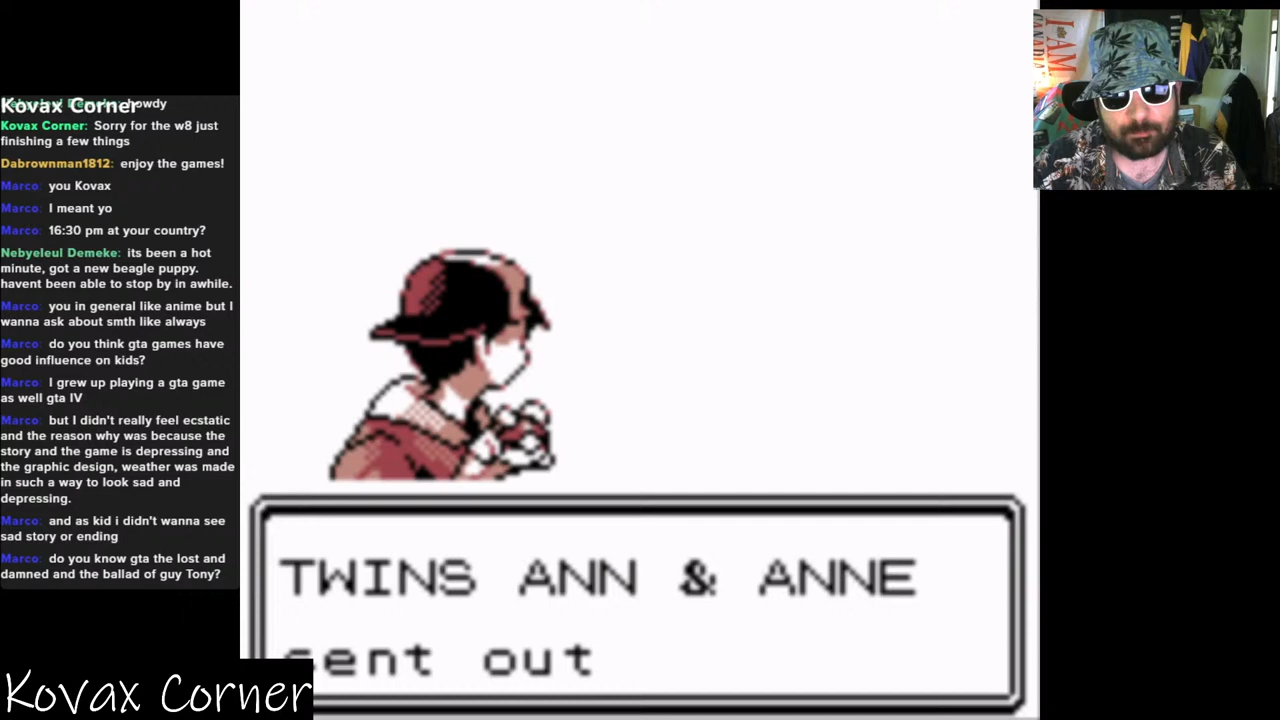 Kovax Corner
howdy
Kovax Corner: Sorry for the w8 just
finishing a few things
Dabrownman1812: enjoy the games!
Marco: you Kovax
Marco: I meant yo
Marco: 16:30 pm at your country?
Nebyeleul Demeke: its been a hot
minute, got a new beagle puppy.
havent been able to stop by in awhile.
Marco: you in general like anime but I
wanna ask about smth like always
Marco: do you think gta games have
good influence on kids?
Marco: I grew up playing a gta game
as well gta IV
Marco: but I didn't really feel ecstatic
and the reason why was because the
story and the game is depressing and
the graphic design, weather was made
in such a way to look sad and
depressing.
Marco: and as kid i didn't wanna see
sad story or ending
Marco: do you know gta the lost and
damned and the ballad of guy Tony?
I AM
CANADIA
TWINS ANN & ANNE
sent out
Kovax Corner